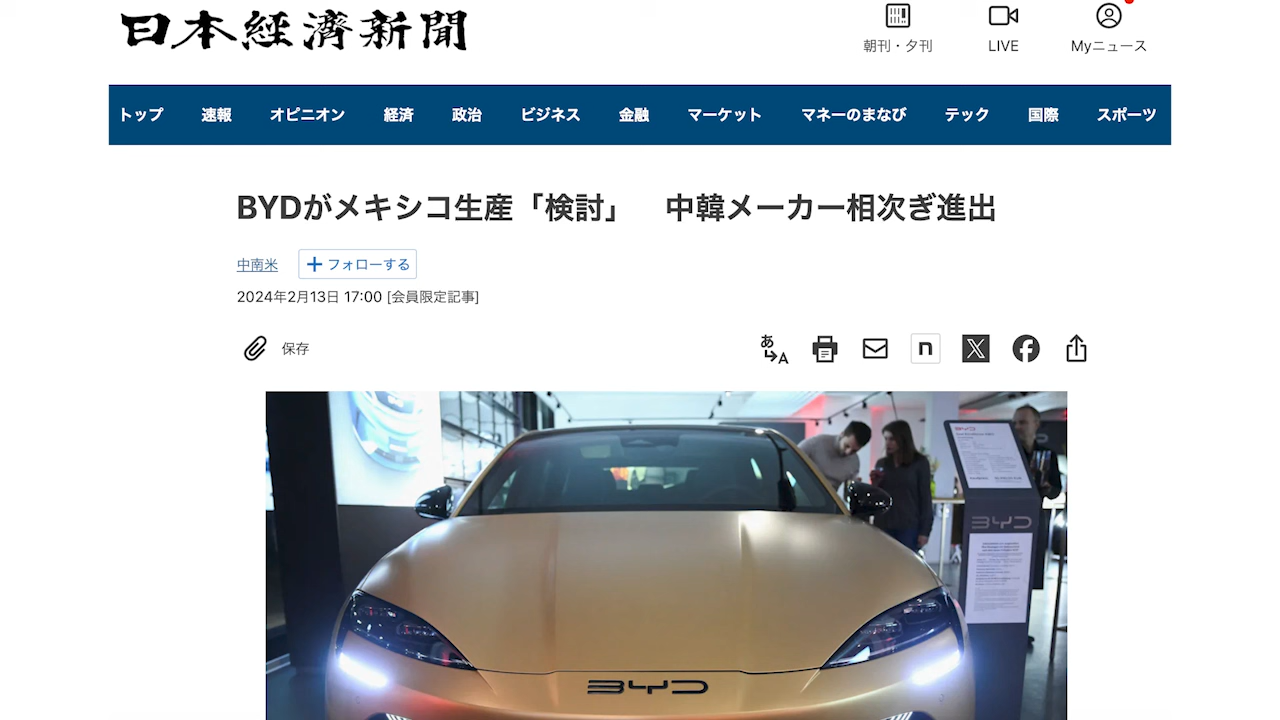 日本経済新聞
朝刊・夕刊 LIVE Myニュース
トップ 速報 オピニオン 経済 政治 ビジネス 金融 マーケット マネーのまなび テック 国際 スポーツ
BYDがメキシコ生産「検討」 中韓メーカー相次ぎ進出
中南米 + フォローする
2024年2月13日 17:00 [会員限定記事]
保存
あ A n X f
BYD
BYD
BYD